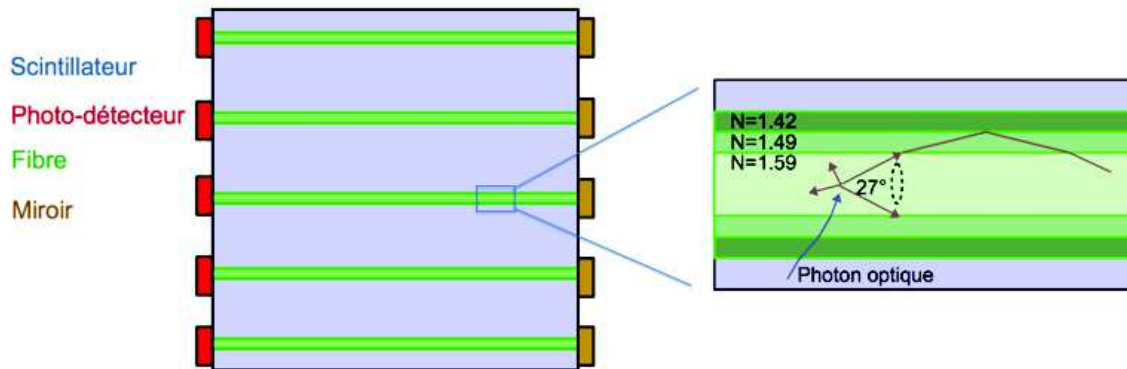 Scintillateur
Photo-détecteur
Fibre
Miroir
N=1.42
N=1.49
N=1.59
27°
Photon optique